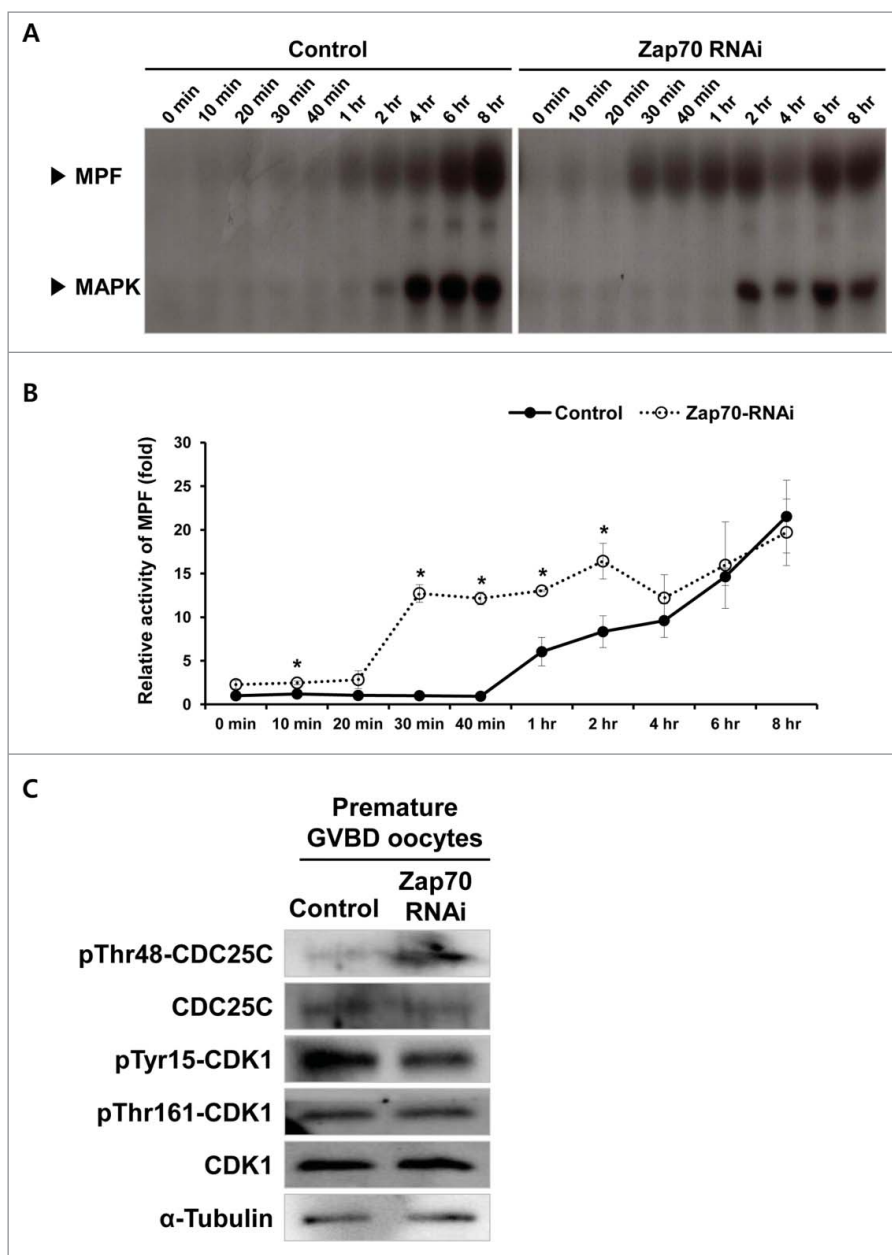 A
Control
Zap70 RNAi
0 min 10 min 20 min 30 min 40 min 1 hr 2 hr 4 hr 6 hr 8 hr 0 min 10 min 20 min 30 min 40 min 1 hr 2 hr 4 hr 6 hr 8 hr
MPF
MAPK
B
Control Zap70-RNAi
Relative activity of MPF (fold)
30
25
20
15
10
5
0
* * * * * *
0 min 10 min 20 min 30 min 40 min 1 hr 2 hr 4 hr 6 hr 8 hr
C
Premature
GVBD oocytes
Control Zap70
RNAi
pThr48-CDC25C
CDC25C
pTyr15-CDK1
pThr161-CDK1
CDK1
α-Tubulin